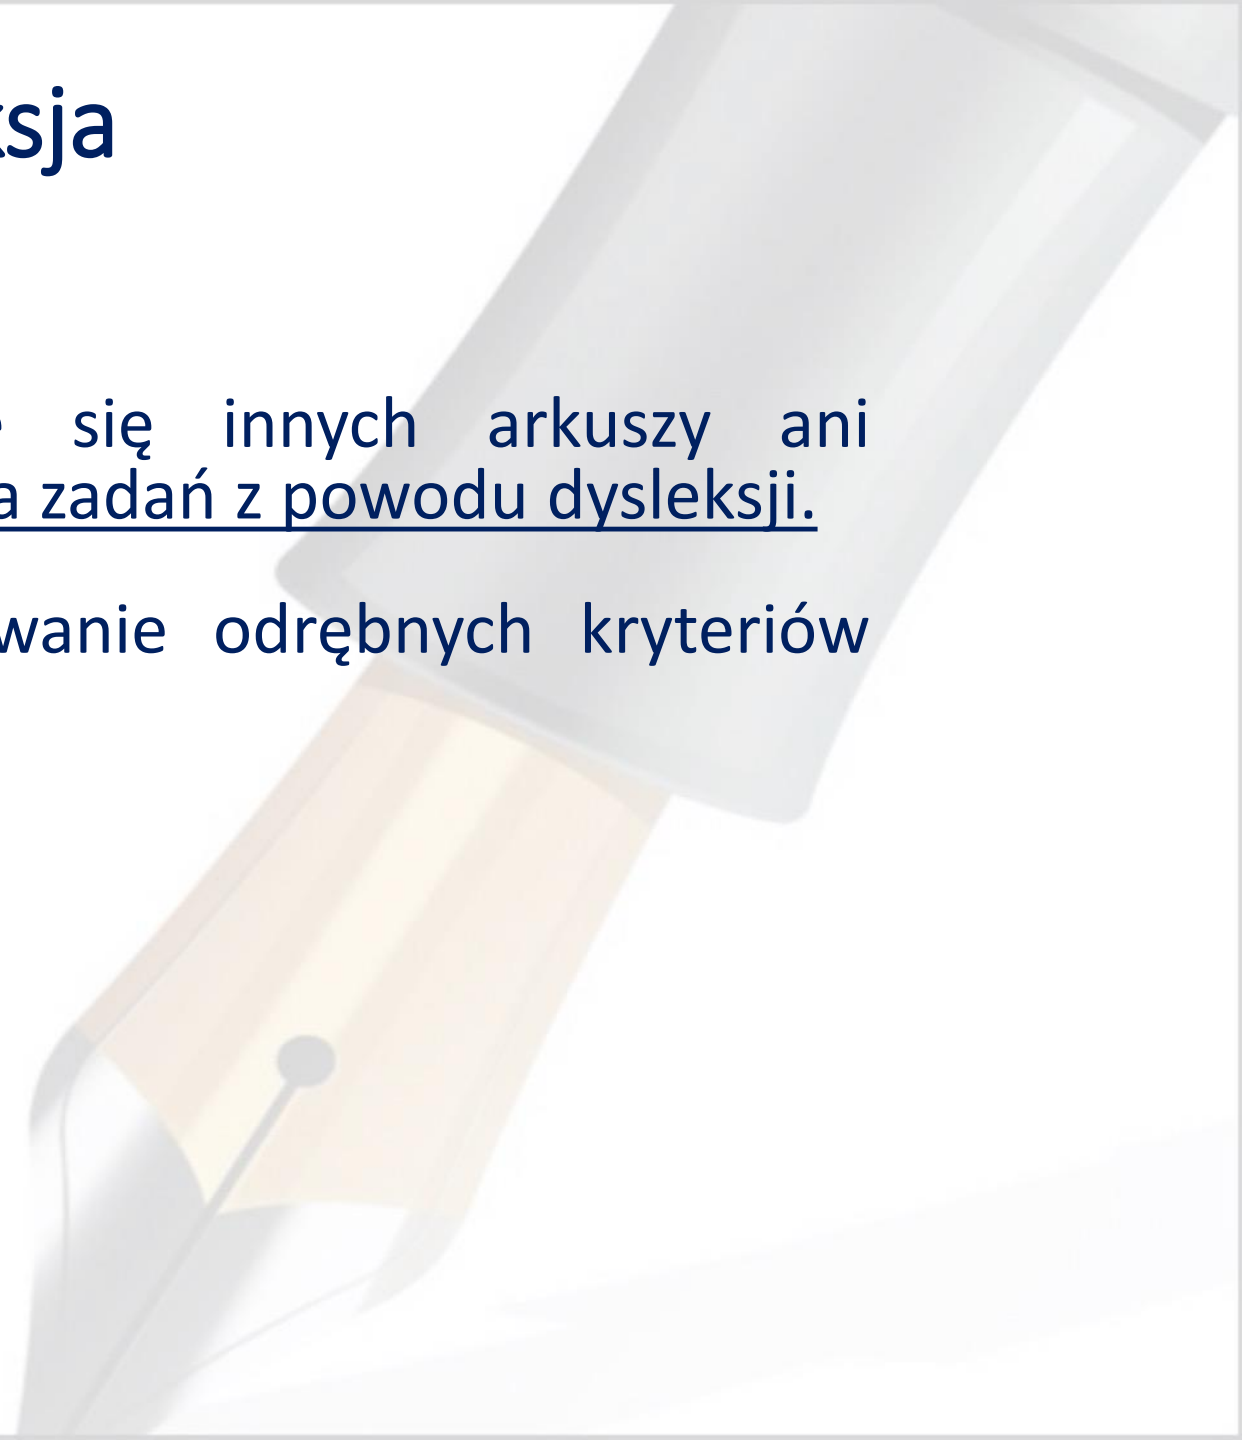 ksja
się innych arkuszy ani
a zadań z powodu dysleksji.
wanie odrębnych kryteriów